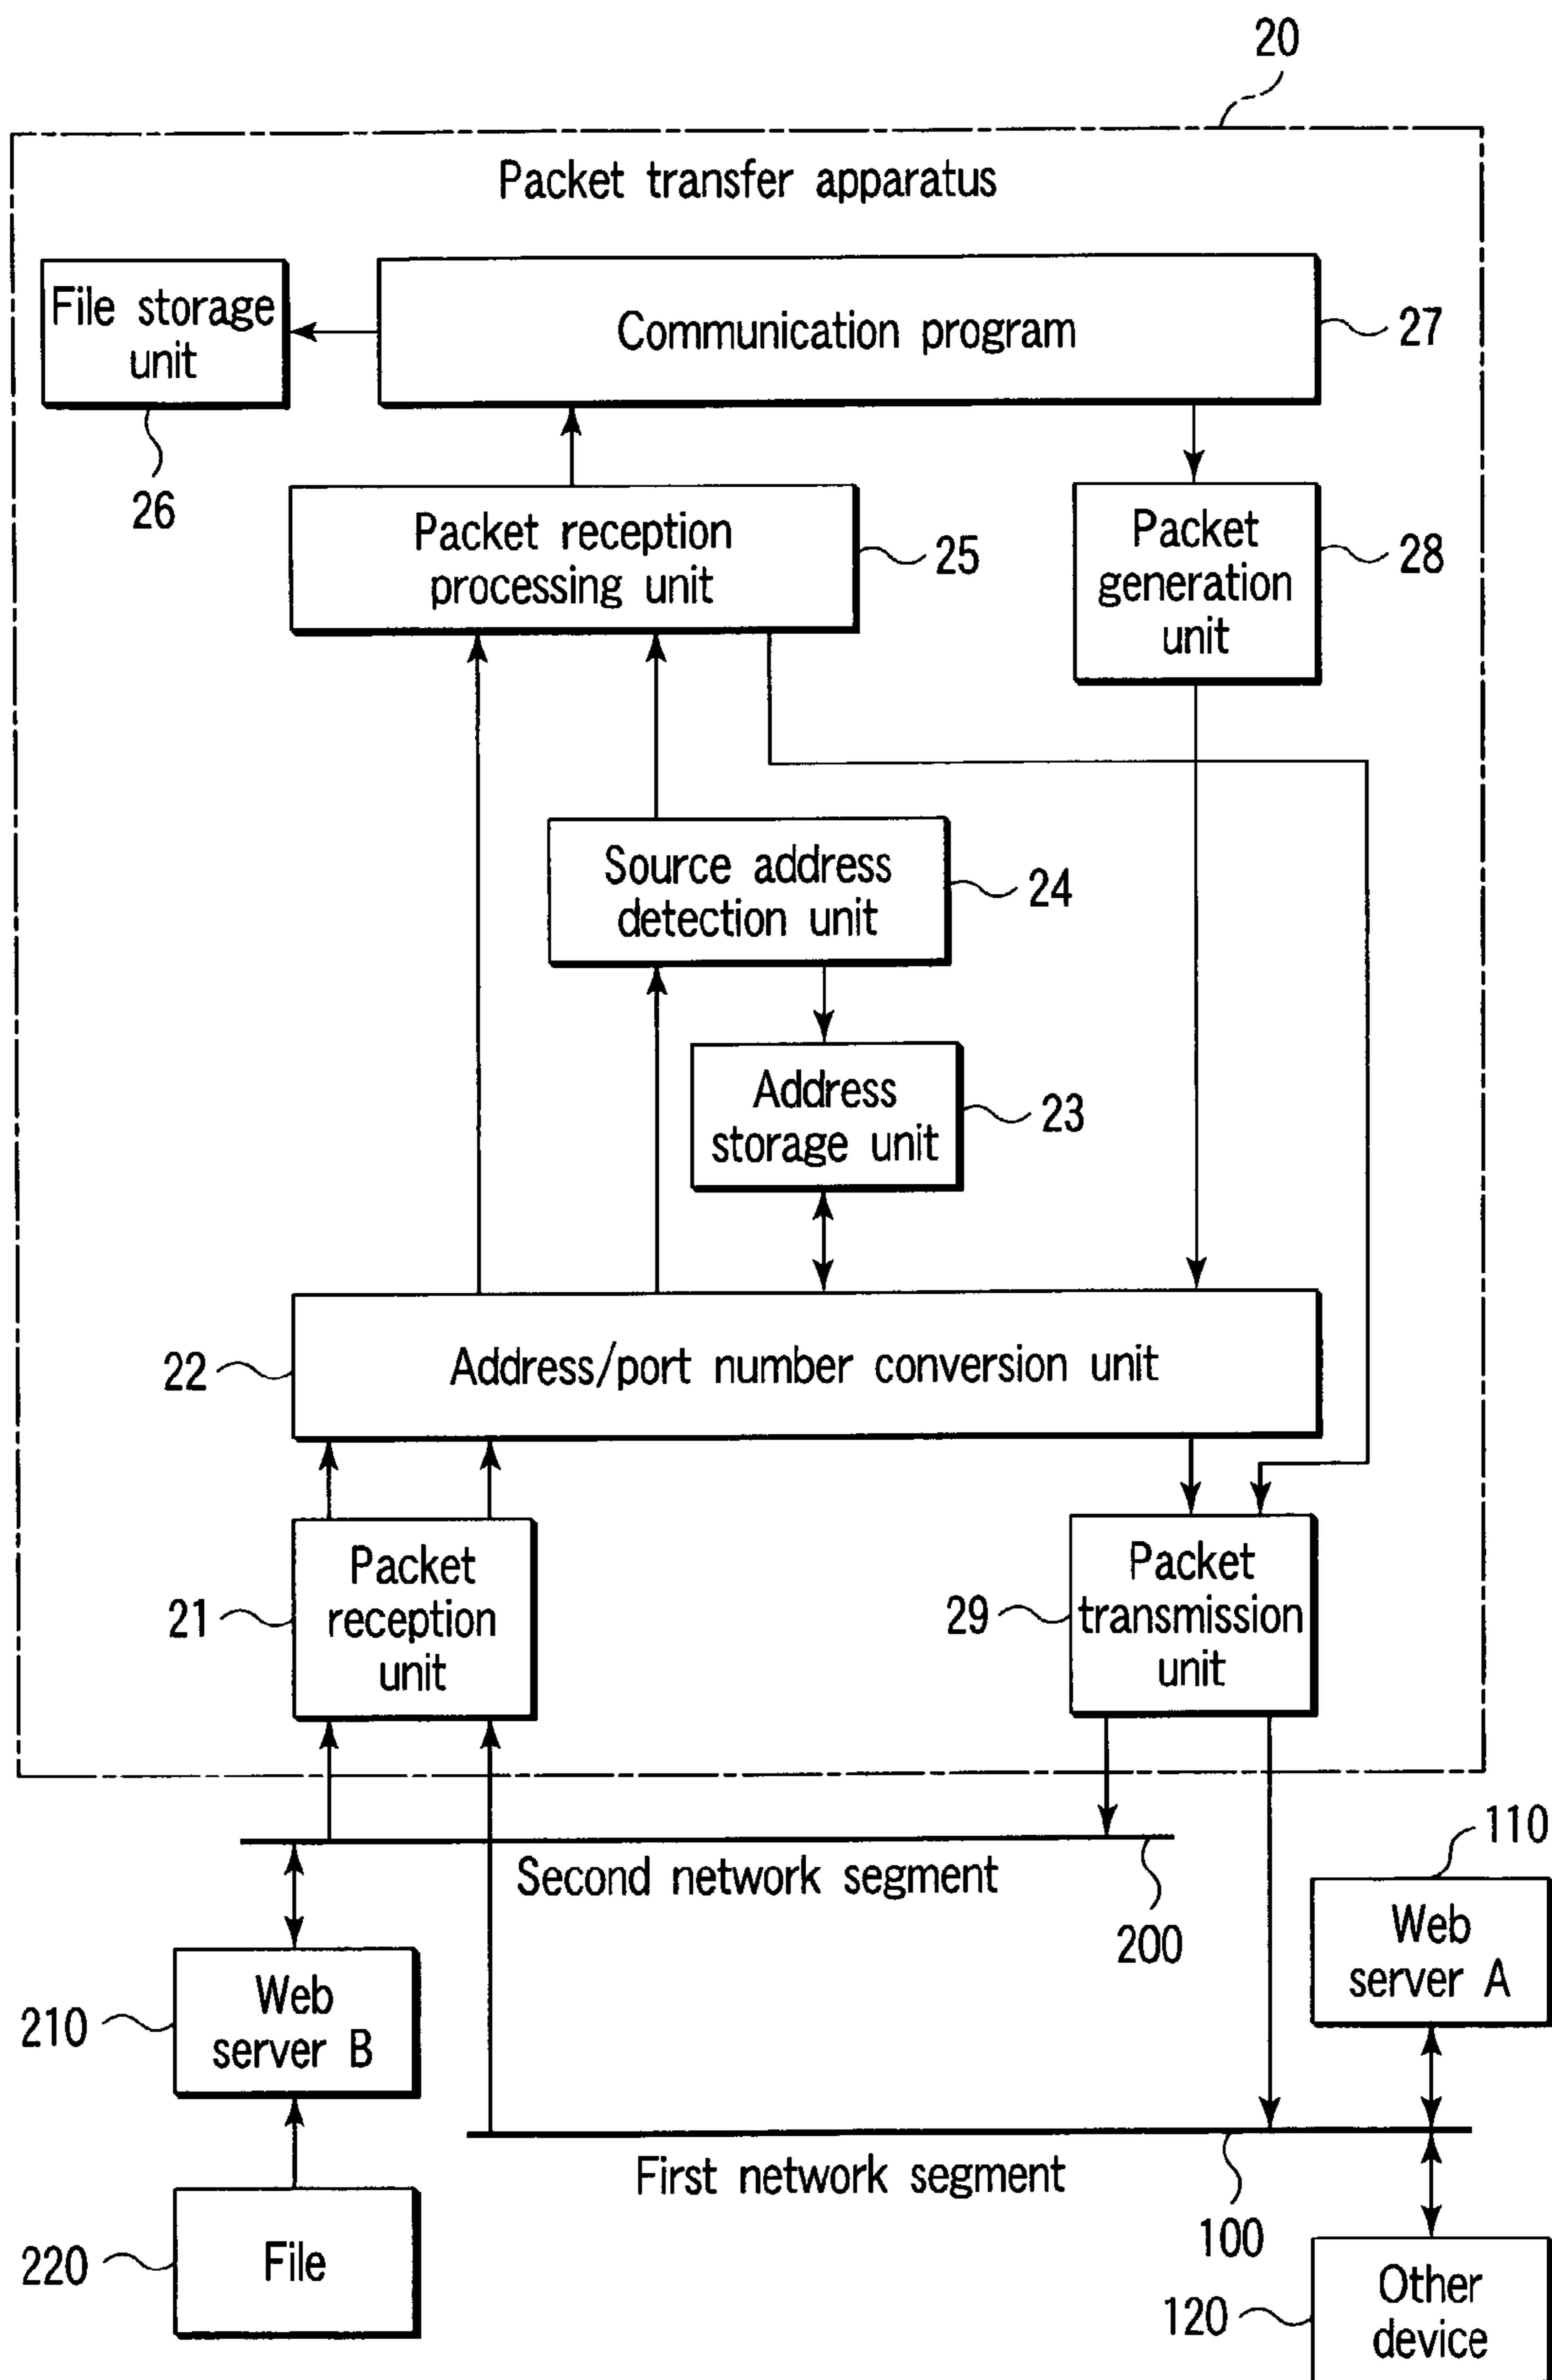 20
Packet transfer apparatus
File storage
unit
Communication program
27
26
Packet reception
processing unit
25
Packet
generation
unit
28
Source address
detection unit
24
Address
storage unit
23
22
Address/port number conversion unit
21
Packet
reception
unit
29
Packet
transmission
unit
Second network segment
200
110
Web
server A
210
Web
server B
First network segment
100
220
File
120
Other
device